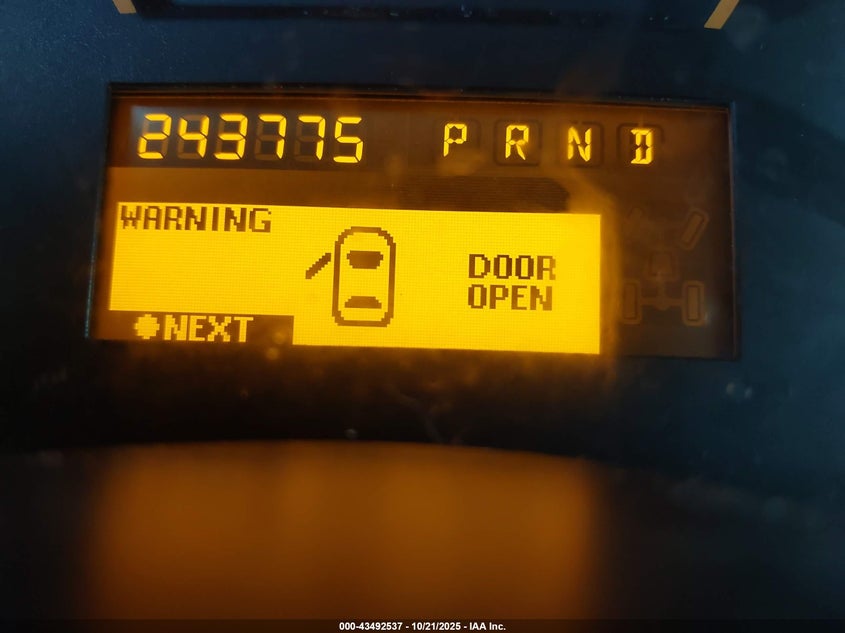 243775 P R N D
WARNING
DOOR
OPEN
NEXT
000-43492537 - 10/21/2025 - IAA Inc.